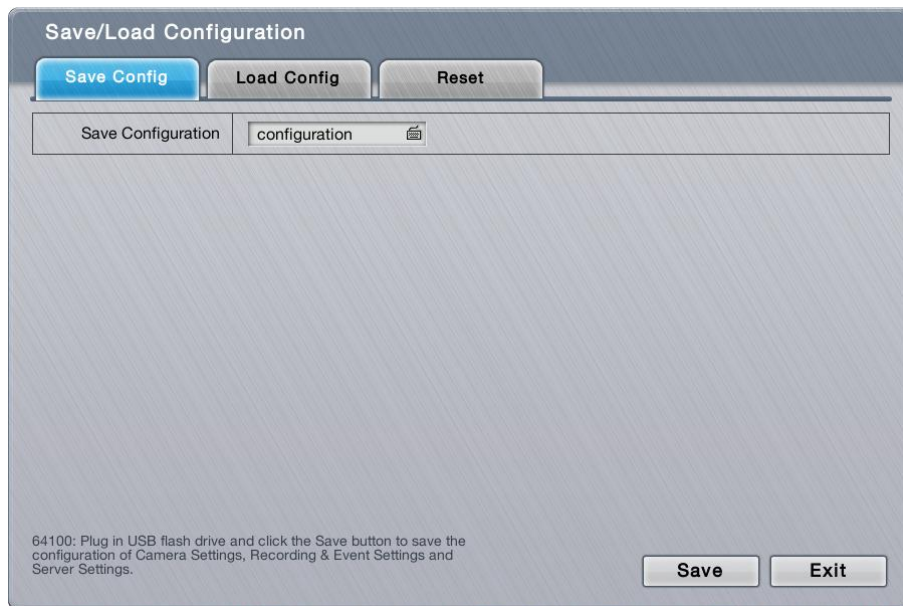 Save/Load Configuration
Save Config
Load Config
Reset
Save Configuration
configuration
64100: Plug in USB flash drive and click the Save button to save the
configuration of Camera Settings, Recording & Event Settings and
Server Settings.
Save
Exit